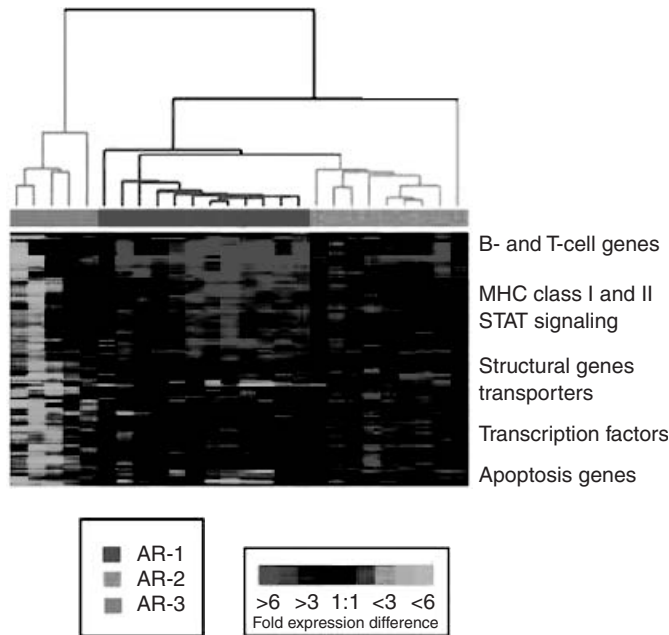 B- and T-cell genes
MHC class I and II
STAT signaling
Structural genes
transporters
Transcription factors
Apoptosis genes
AR-1
AR-2
AR-3
>6 >3 1:1 <3 <6
Fold expression difference